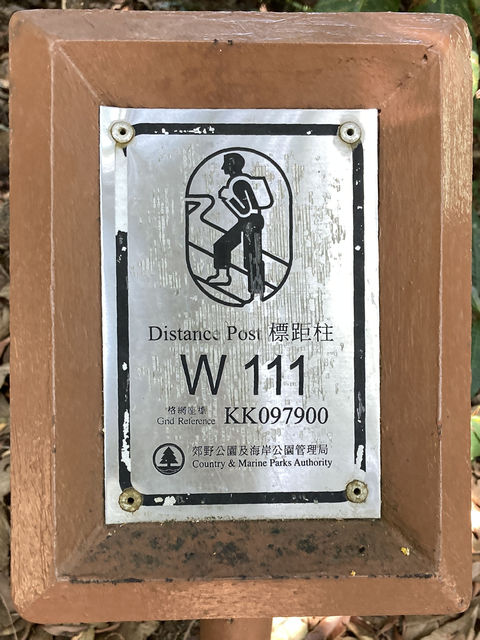 Distance Post 標距柱
W 111
格網座標
Grid Reference KK097900
郊野公園及海岸公園管理局
Country & Marine Parks Authority